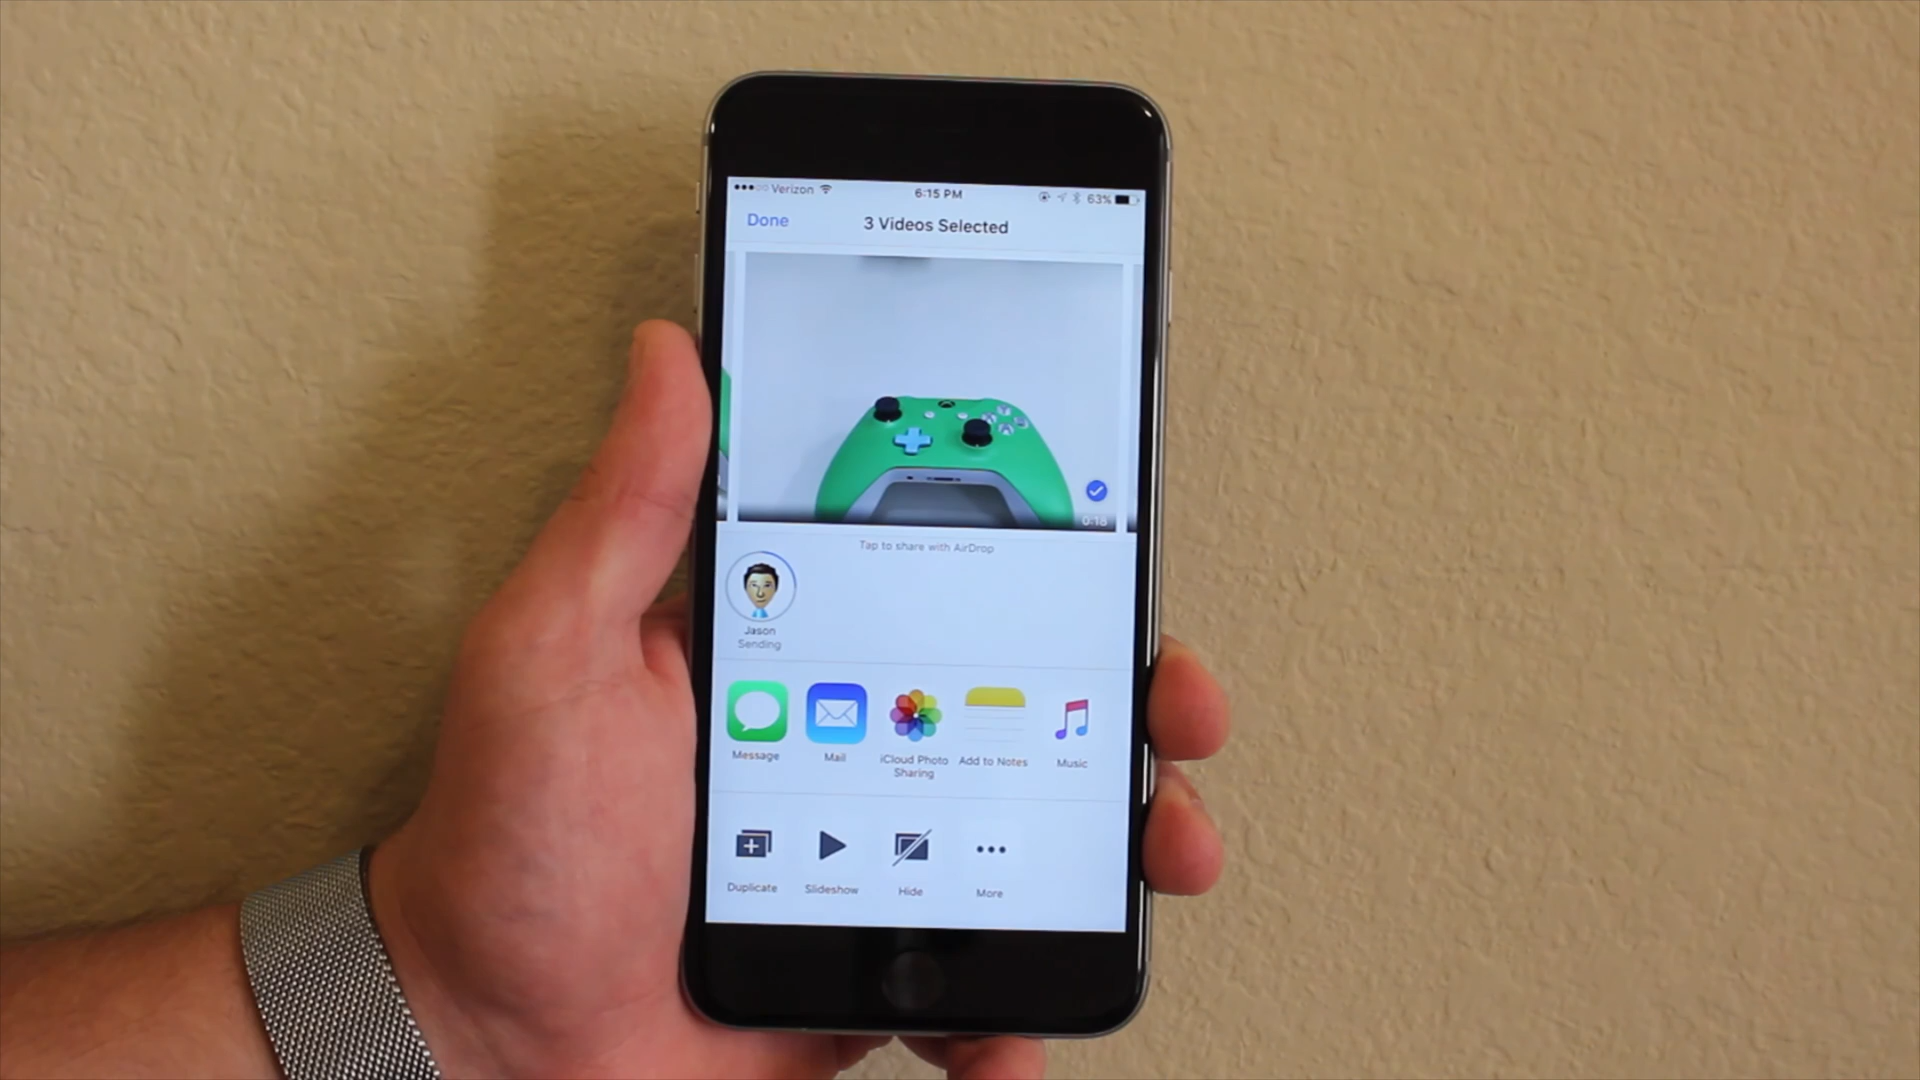 Verizon 6:15 PM 63%
Done 3 Videos Selected
0:18
Tap to share with AirDrop
Jason
Sending
Message Mail iCloud Photo Sharing Add to Notes Music
Duplicate Slideshow Hide More